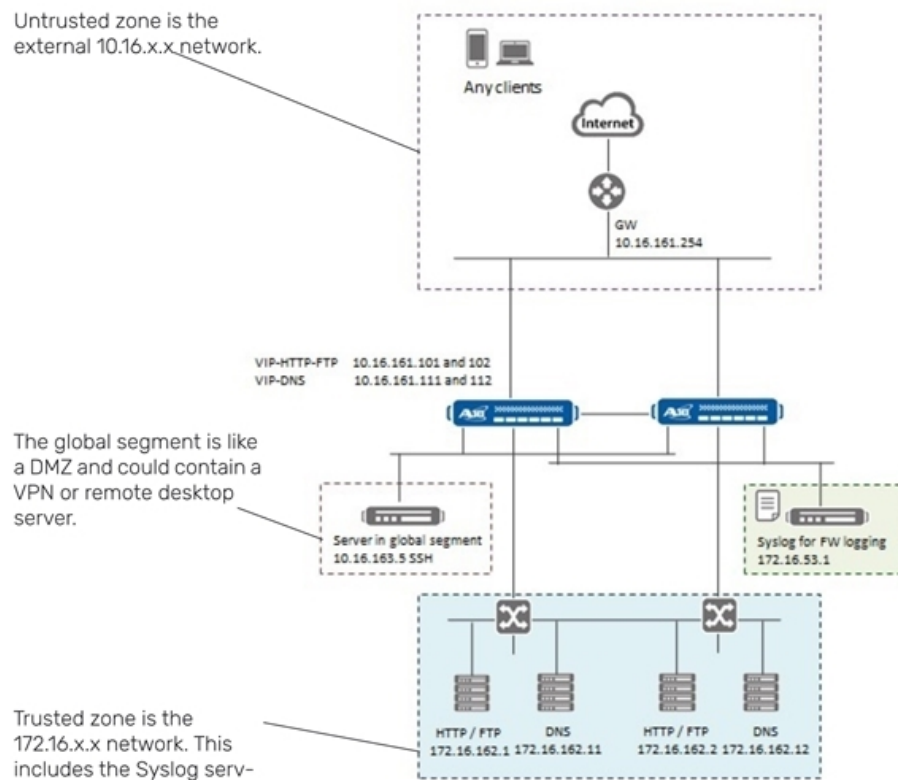 Untrusted zone is the
external 10.16.x.x network.
Any clients
Internet
GW
10.16.161.254
VIP-HTTP-FTP 10.16.161.101 and 102
VIP-DNS 10.16.161.111 and 112
A10
A10
The global segment is like
a DMZ and could contain a
VPN or remote desktop
server.
Server in global segment
10.16.163.5 SSH
Syslog for FW logging
172.16.53.1
Trusted zone is the
172.16.x.x network. This
includes the Syslog serv-
HTTP / FTP
172.16.162.1
DNS
172.16.162.11
HTTP / FTP
172.16.162.2
DNS
172.16.162.12